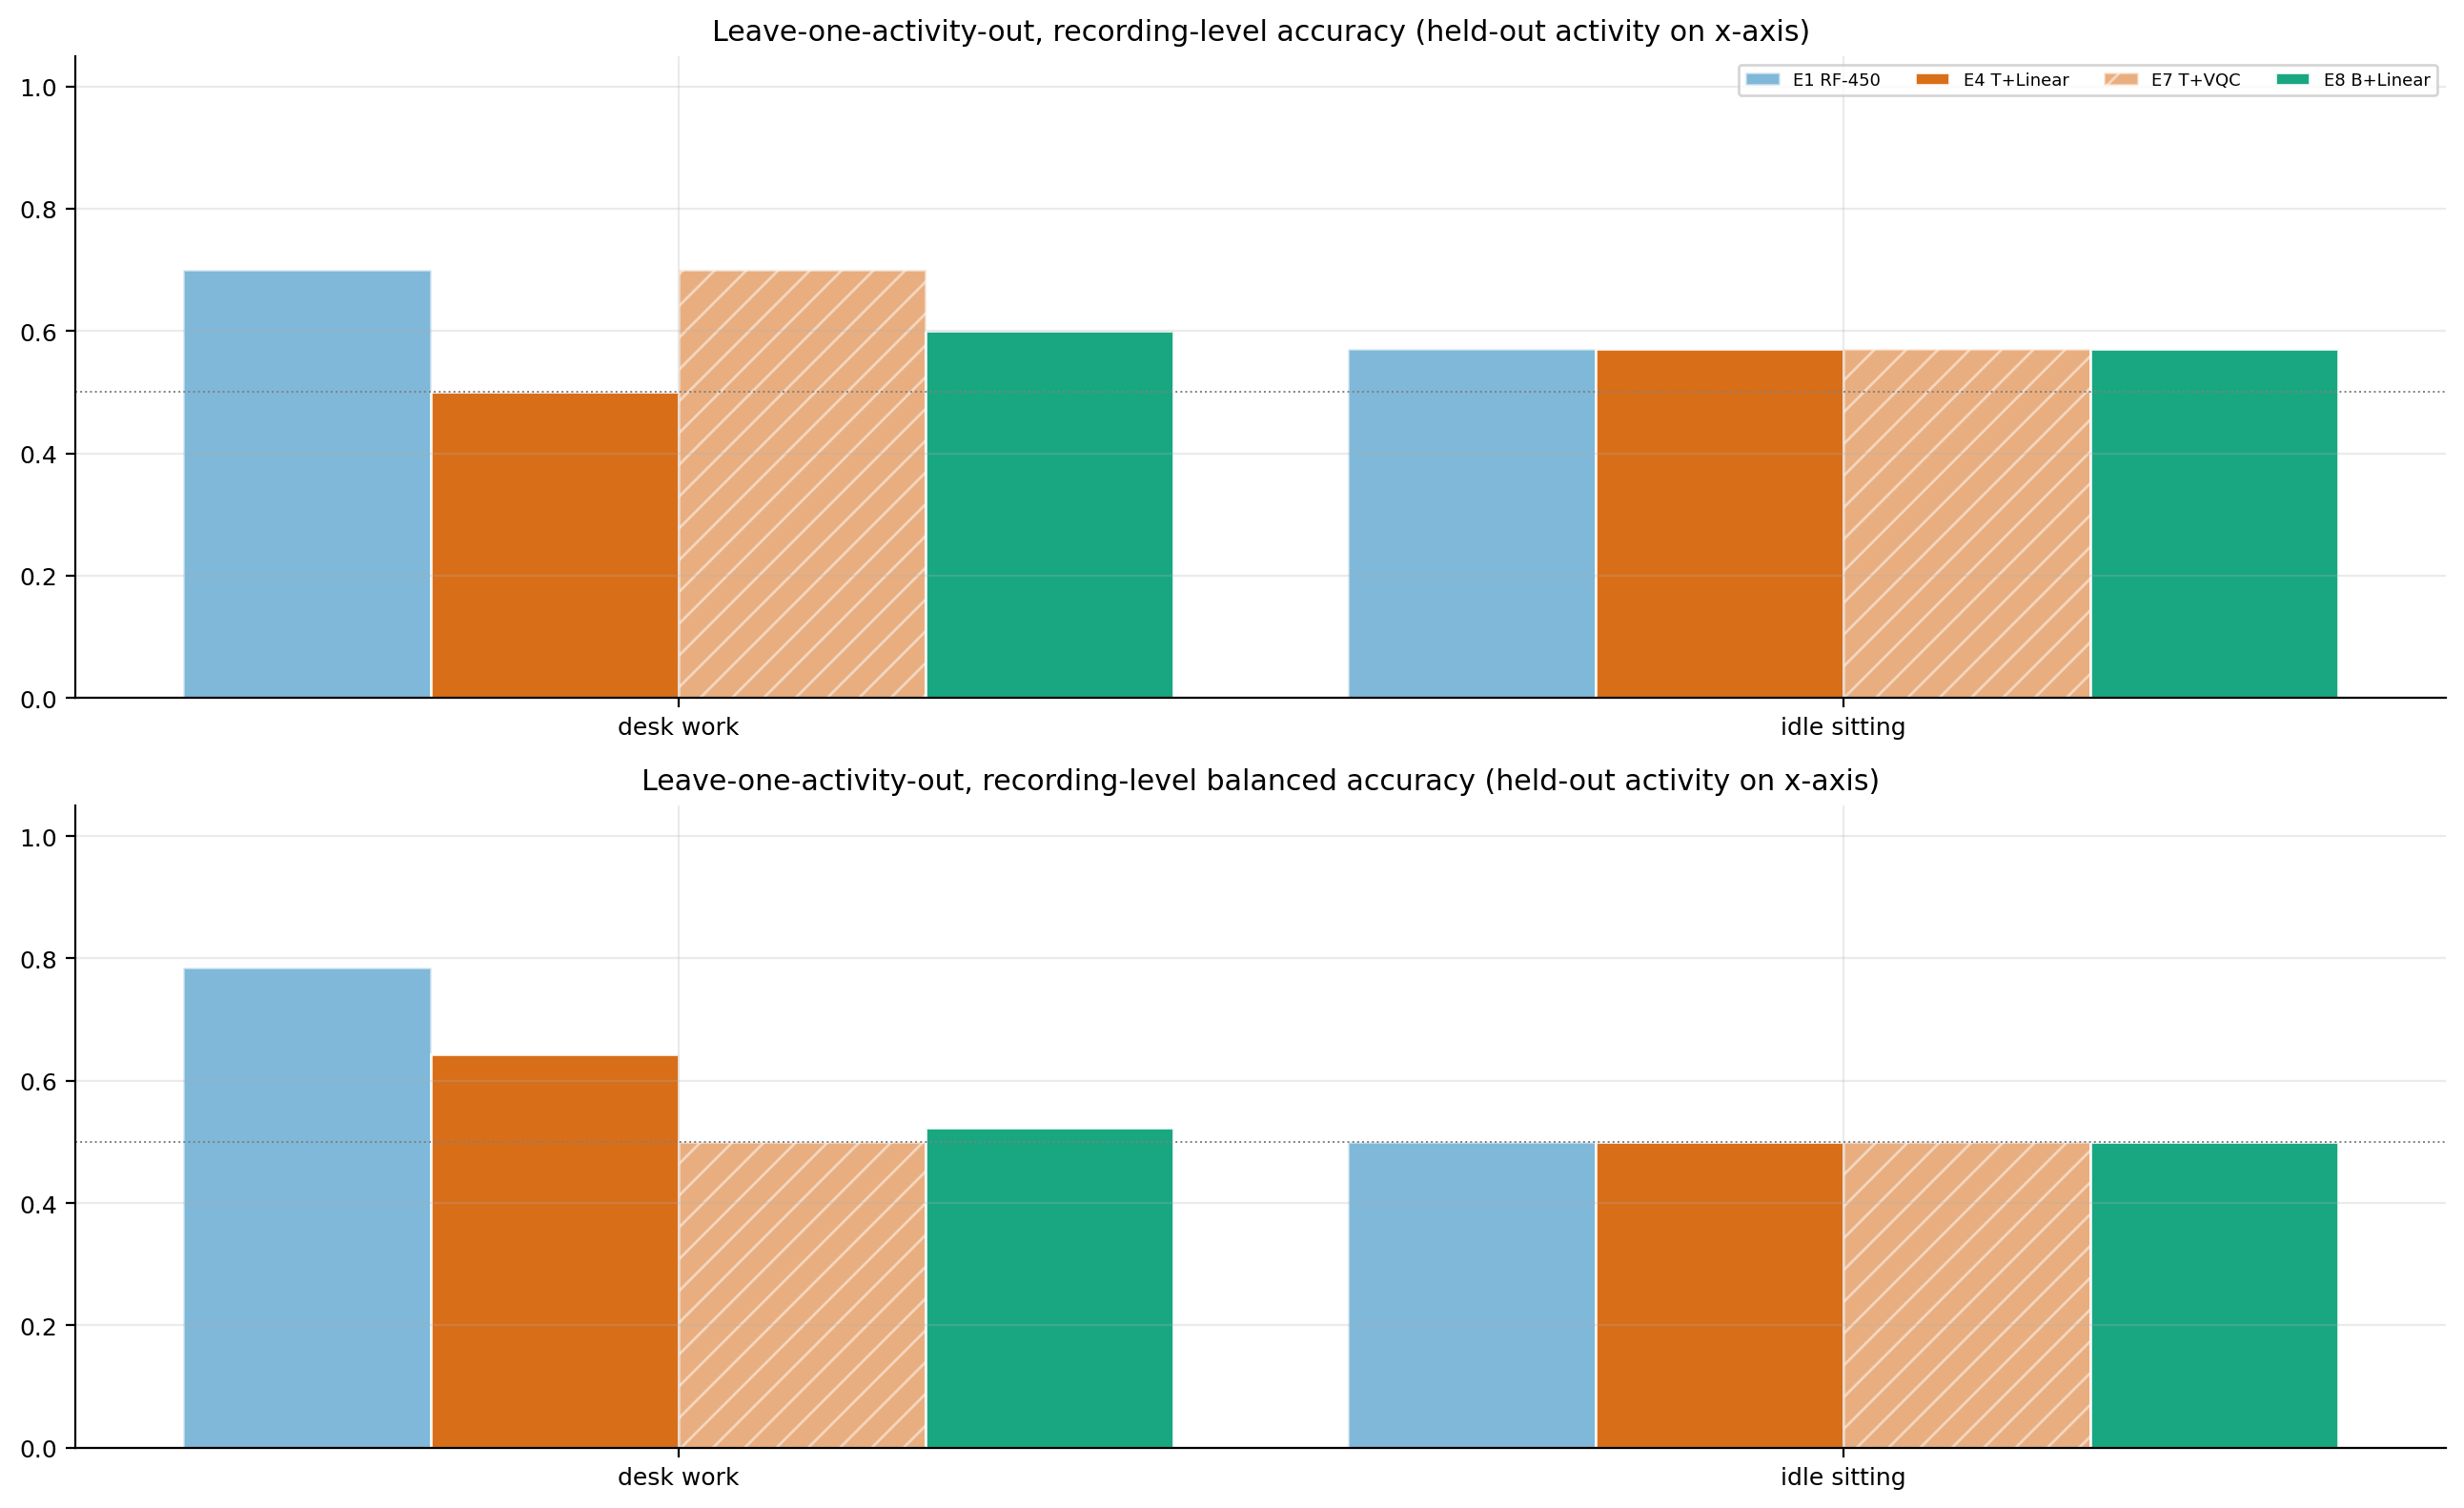 Leave-one-activity-out, recording-level accuracy (held-out activity on x-axis)
1.0
E1 RF-450 E4 T+Linear E7 T+VQC E8 B+Linear
0.8
0.6
0.4
0.2
0.0
desk work idle sitting
Leave-one-activity-out, recording-level balanced accuracy (held-out activity on x-axis)
1.0
0.8
0.6
0.4
0.2
0.0
desk work idle sitting